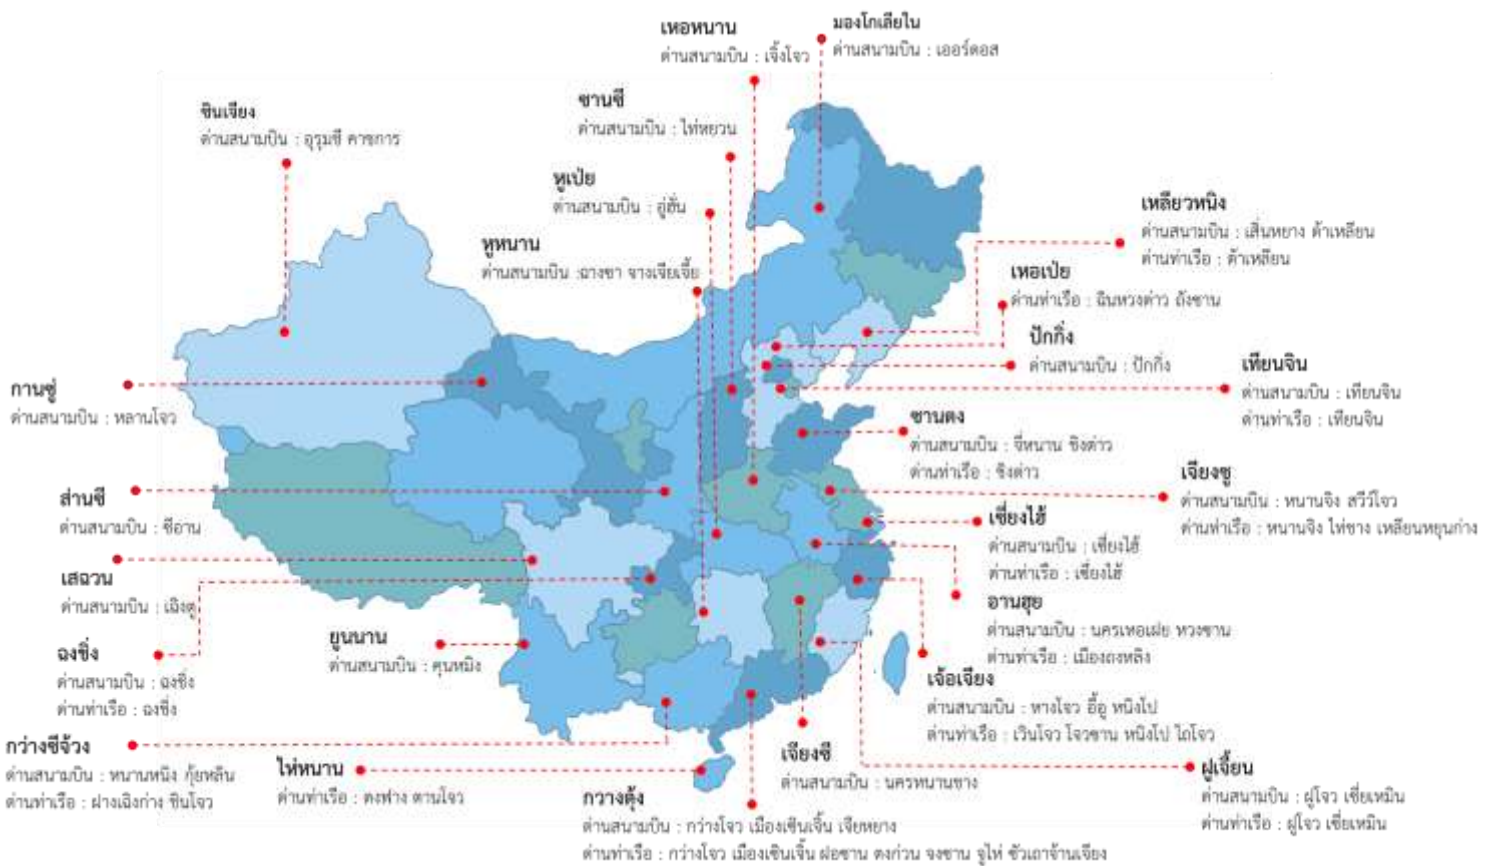 เหอหนาน
ด่านสนามบิน : เจิ้งโจว
มองโกเลียใน
ด่านสนามบิน : เออร์ดอส
ซินเจียง
ด่านสนามบิน : อุรุมชี คาซการ
ซานซี
ด่านสนามบิน : ไท่หยวน
หูเป่ย
ด่านสนามบิน : อู่ฮั่น
หูหนาน
ด่านสนามบิน :ฉางซา จางเจียเจี้ย
เหลียวหนิง
ด่านสนามบิน : เสิ่นหยาง ต้าเหลียน
ด่านท่าเรือ : ต้าเหลียน
เหอเป่ย
ด่านท่าเรือ : ฉินหวงต่าว ถังซาน
ปักกิ่ง
ด่านสนามบิน : ปักกิ่ง
เทียนจิน
ด่านสนามบิน : เทียนจิน
ด่านท่าเรือ : เทียนจิน
กานซู่
ด่านสนามบิน : หลานโจว
ซานตง
ด่านสนามบิน : จี่หนาน ชิงต่าว
ด่านท่าเรือ : ชิงต่าว
เจียงซู
ด่านสนามบิน : หนานจิง สวีวโจว
ด่านท่าเรือ : หนานจิง ไท่ชาง เหลียนหยุนก่าง
ส่านซี
ด่านสนามบิน : ซีอาน
เซี่ยงไฮ้
ด่านสนามบิน : เซี่ยงไฮ้
ด่านท่าเรือ : เซี่ยงไฮ้
เสฉวน
ด่านสนามบิน : เฉิงตู
อานฮุย
ด่านสนามบิน : นครเหอเฝย หวงซาน
ด่านท่าเรือ : เมืองถงหลิง
ฉงชิ่ง
ด่านสนามบิน : ฉงชิ่ง
ด่านท่าเรือ : ฉงชิ่ง
ยูนนาน
ด่านสนามบิน : คุนหมิง
เจ้อเจียง
ด่านสนามบิน : หางโจว อี้อู หนิงโป
ด่านท่าเรือ : เวินโจว โจวซาน หนิงโป ไถโจว
กว่างซีจ้วง
ด่านสนามบิน : หนานหนิง กุ้ยหลิน
ด่านท่าเรือ : ฝางเฉิงก่าง ชินโจว
ไห่หนาน
ด่านท่าเรือ : ตงฟาง ตานโจว
เจียงซี
ด่านสนามบิน : นครหนานชาง
ฝูเจี้ยน
ด่านสนามบิน : ฝูโจว เซี่ยเหมิน
ด่านท่าเรือ : ฝูโจว เซี่ยเหมิน
กวางตุ้ง
ด่านสนามบิน : กว่างโจว เมืองเซินเจิ้น เจียหยาง
ด่านท่าเรือ : กว่างโจว เมืองเซินเจิ้น ฝอซาน ตงก่วน จงซาน จูไห่ ซัวเถาจ้านเจียง